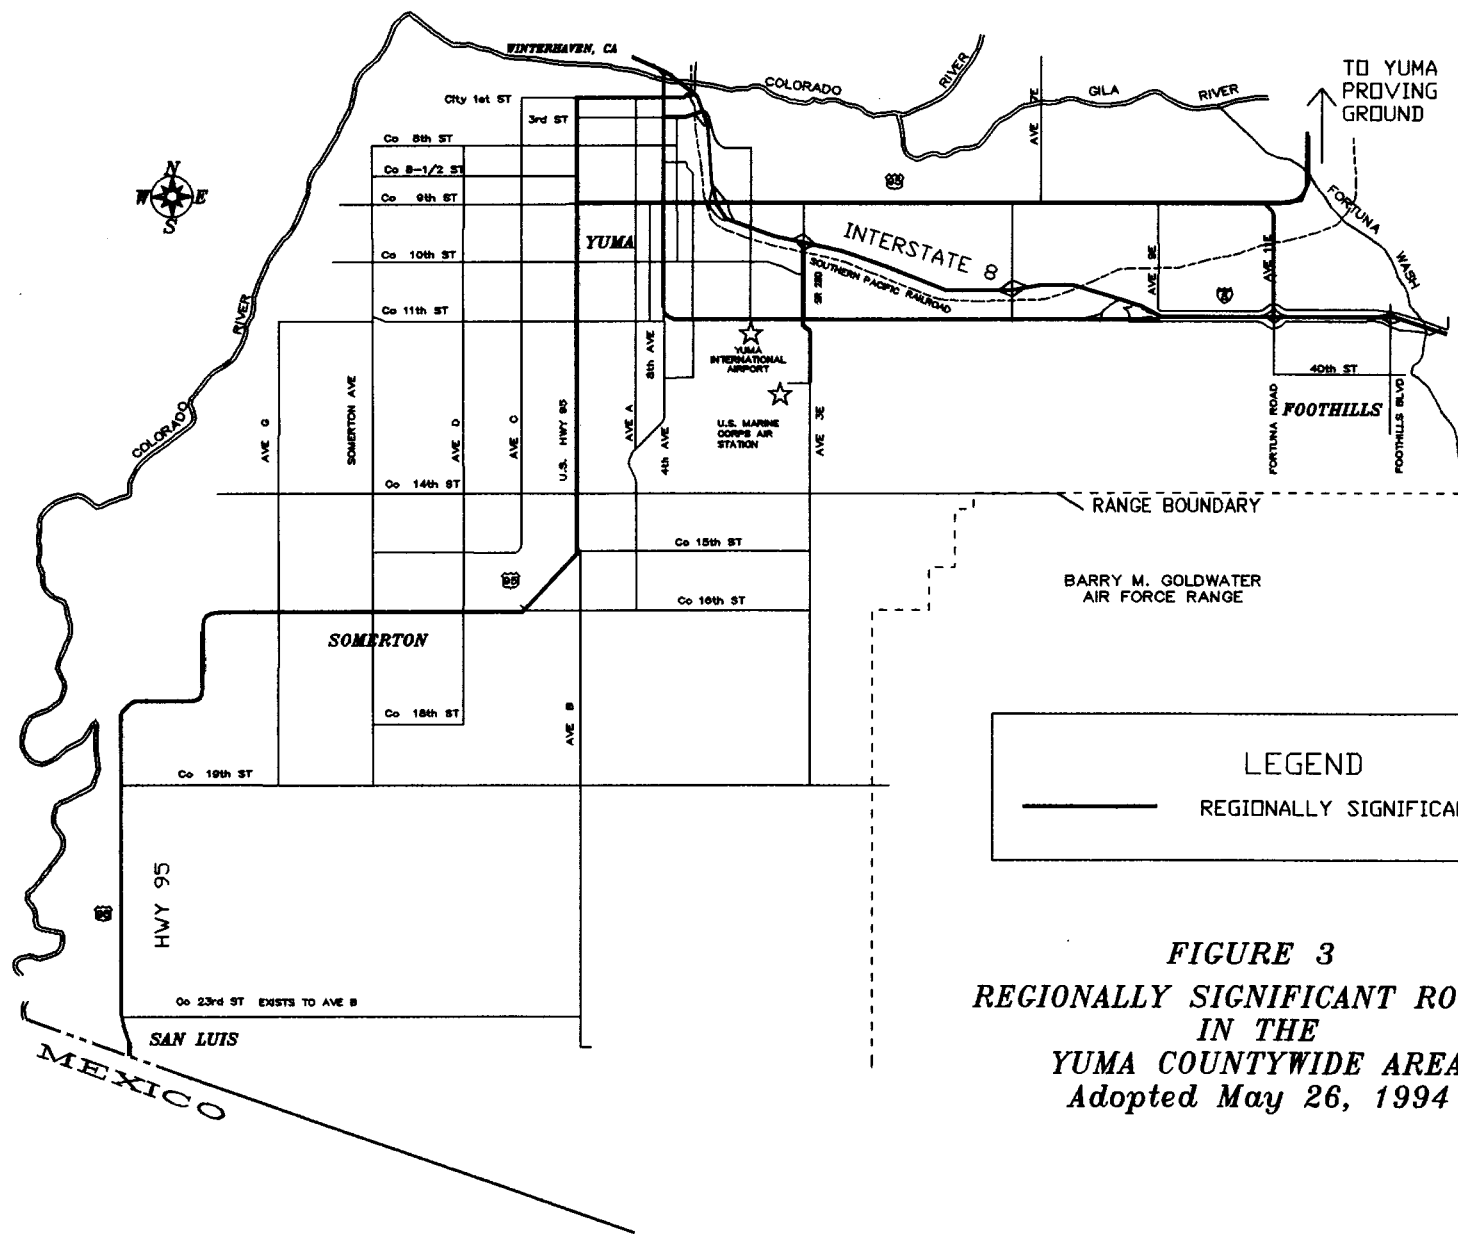 WINTERHAVEN, CA
COLORADO
RIVER
GILA
RIVER
TO YUMA
PROVING
GROUND
City 1st ST
3rd ST
AVE 7E
Co 8th ST
Co 8-1/2 ST
Co 9th ST
95
N
W E
S
FORTUNA
WASH
YUMA
INTERSTATE 8
Co 10th ST
SOUTHERN PACIFIC RAILROAD
SR 280
AVE 9E
AVE 11E
8
Co 11th ST
RIVER
COLORADO
YUMA
INTERNATIONAL
AIRPORT
8th AVE
40th ST
U.S. MARINE
CORPS AIR
STATION
FOOTHILLS
AVE G
SOMERTON AVE
AVE D
AVE C
U.S. HWY 95
AVE A
4th AVE
AVE 3E
FORTUNA ROAD
FOOTHILLS BLVD
Co 14th ST
RANGE BOUNDARY
Co 15th ST
95
BARRY M. GOLDWATER
AIR FORCE RANGE
Co 16th ST
SOMERTON
Co 18th ST
AVE B
Co 19th ST
LEGEND
REGIONALLY SIGNIFICA
HWY 95
95
Co 23rd ST EXISTS TO AVE B
SAN LUIS
MEXICO
FIGURE 3
REGIONALLY SIGNIFICANT RO
IN THE
YUMA COUNTYWIDE AREA
Adopted May 26, 1994